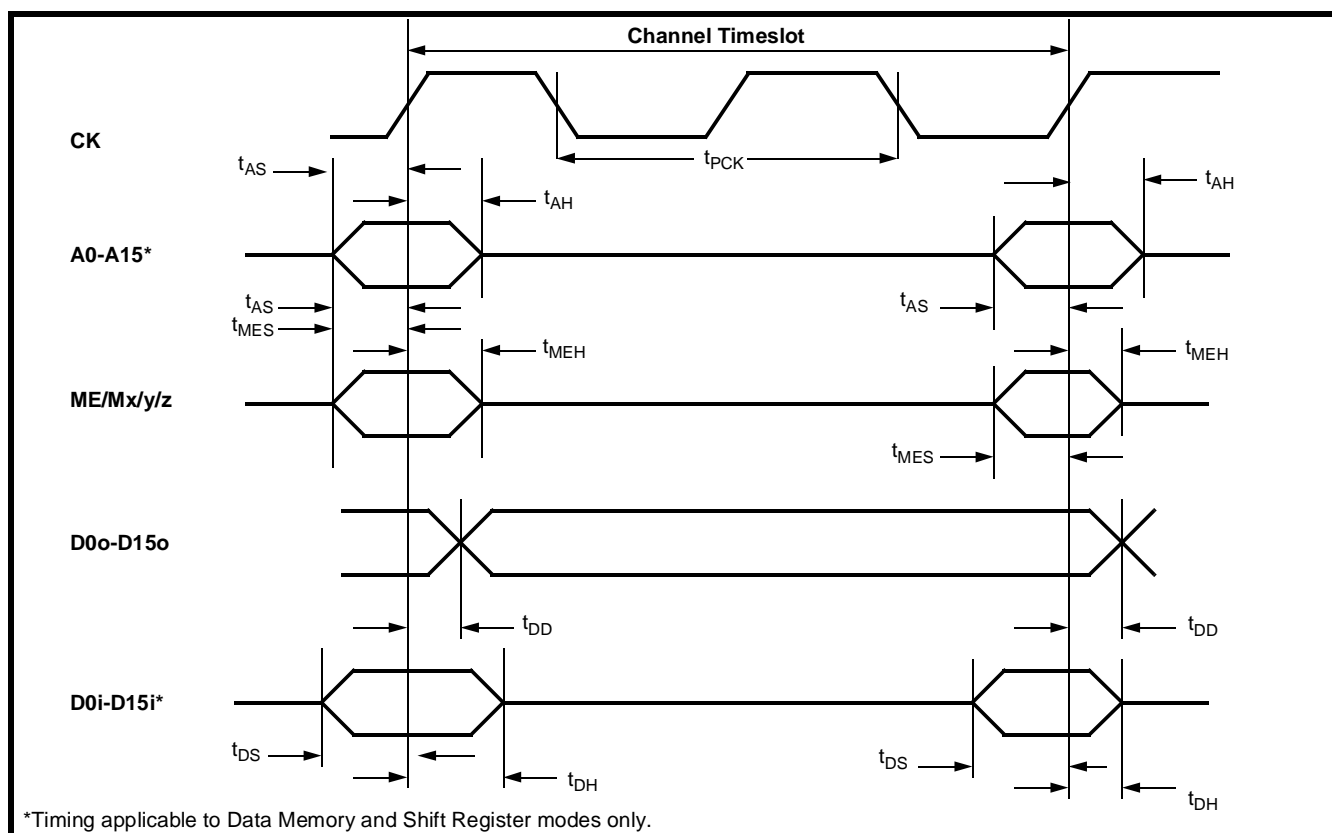 Channel Timeslot
CK
tPCK
tAS
tAH
tAH
A0-A15*
tAS
tAS
tMES
tMEH
tMEH
ME/Mx/y/z
tMES
D0o-D15o
tDD
tDD
D0i-D15i*
tDS
tDS
tDH
tDH
*Timing applicable to Data Memory and Shift Register modes only.